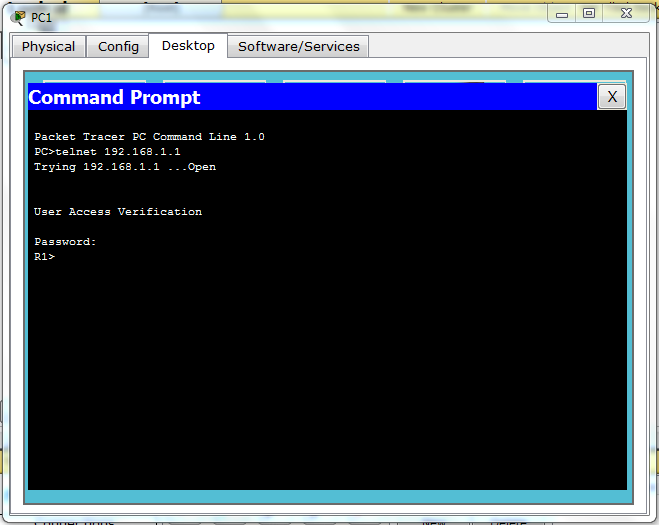 PC1
Physical Config Desktop Software/Services
Command Prompt X
Packet Tracer PC Command Line 1.0
PC>telnet 192.168.1.1
Trying 192.168.1.1 ...Open
User Access Verification
Password:
R1>